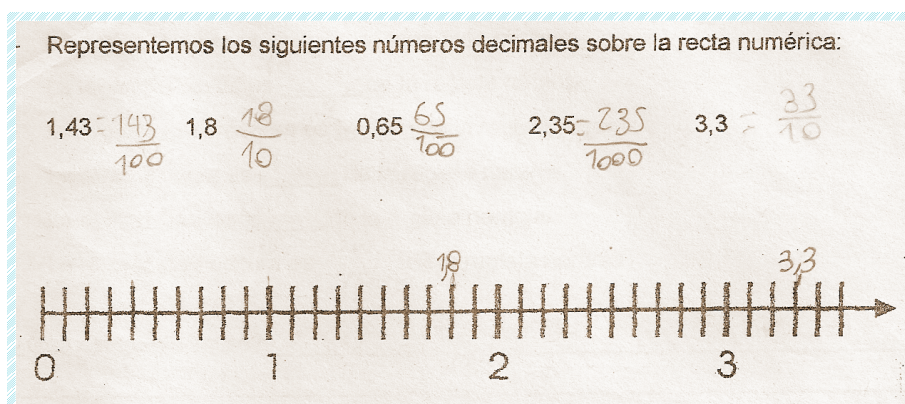 Representemos los siguientes números decimales sobre la recta numérica:
1,43 = 143/100 1,8 18/10 0,65 65/100 2,35 = 235/1000 3,3 = 33/10
1,8 3,3
0 1 2 3